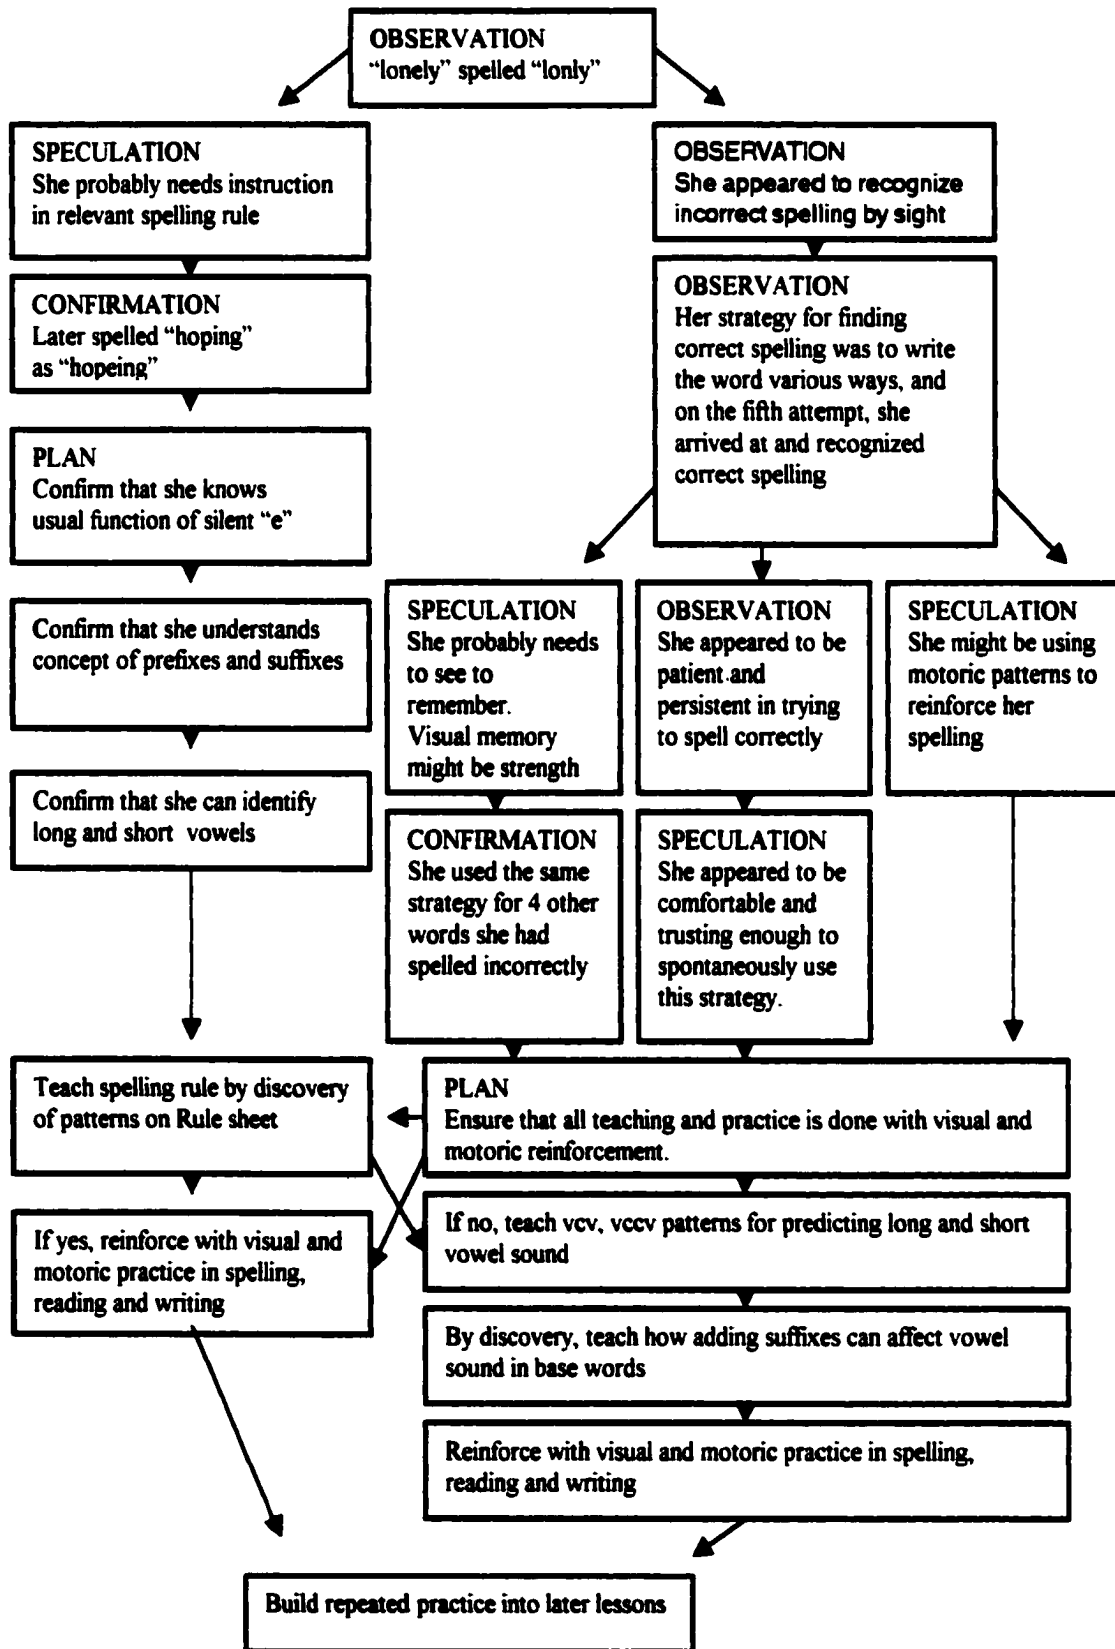 OBSERVATION
“lonely” spelled “lonly”
SPECULATION
She probably needs instruction
in relevant spelling rule
OBSERVATION
She appeared to recognize
incorrect spelling by sight
CONFIRMATION
Later spelled “hoping”
as “hopeing”
OBSERVATION
Her strategy for finding
correct spelling was to write
the word various ways, and
on the fifth attempt, she
arrived at and recognized
correct spelling
PLAN
Confirm that she knows
usual function of silent “e”
Confirm that she understands
concept of prefixes and suffixes
Confirm that she can identify
long and short vowels
SPECULATION
She probably needs
to see to
remember.
Visual memory
might be strength
OBSERVATION
She appeared to be
patient and
persistent in trying
to spell correctly
SPECULATION
She might be using
motoric patterns to
reinforce her
spelling
CONFIRMATION
She used the same
strategy for 4 other
words she had
spelled incorrectly
SPECULATION
She appeared to be
comfortable and
trusting enough to
spontaneously use
this strategy.
Teach spelling rule by discovery
of patterns on Rule sheet
PLAN
Ensure that all teaching and practice is done with visual and
motoric reinforcement.
If yes, reinforce with visual and
motoric practice in spelling,
reading and writing
If no, teach vcv, vccv patterns for predicting long and short
vowel sound
By discovery, teach how adding suffixes can affect vowel
sound in base words
Reinforce with visual and motoric practice in spelling,
reading and writing
Build repeated practice into later lessons